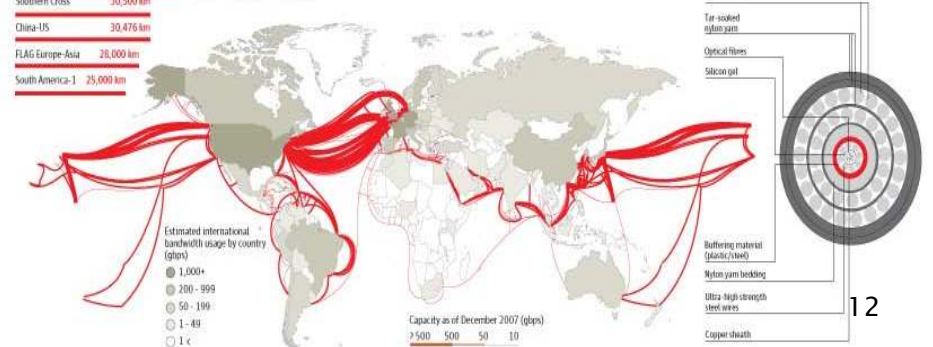 Southern Cross 30,500 km
China-US 30,476 km
FLAG Europe-Asia 28,000 km
South America-1 25,000 km
Tar-soaked
nylon yarn
Optical fibres
Silicon gel
Estimated international
bandwidth usage by country
(gbps)
1,000+
200 - 999
50 - 199
1 - 49
1 <
Capacity as of December 2007 (gbps)
>500 500 50 10
Buffering material
(plastic/steel)
Nylon yarn bedding
Ultra-high strength
steel wires
Copper sheath
12